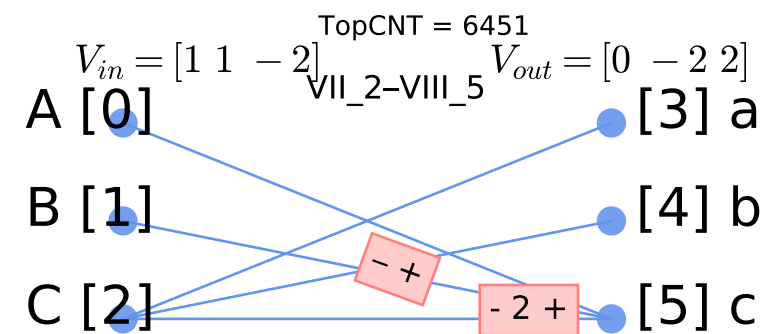 TopCNT = 6451
V_in = [1 1 −2] V_out = [0 −2 2]
VII_2–VIII_5
A [0] [3] a
− +
B [1] [4] b
- 2 +
C [2] [5] c